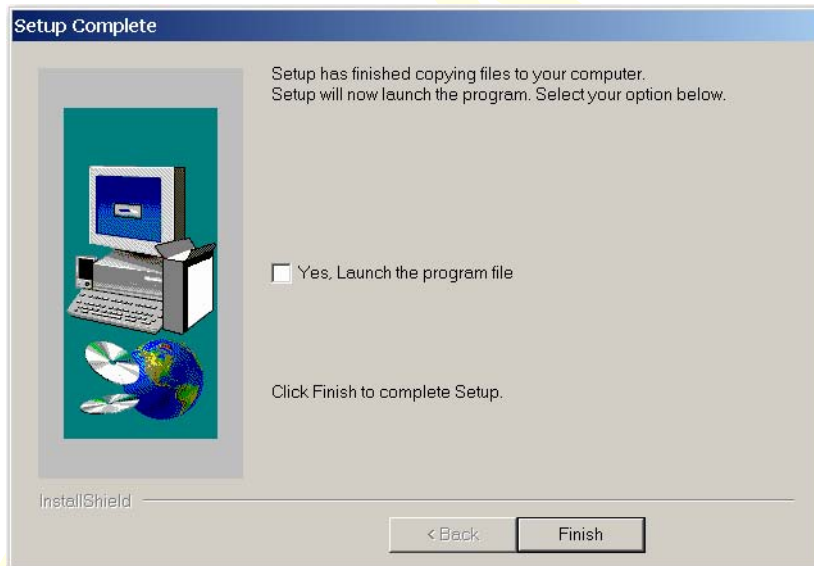 Setup Complete
Setup has finished copying files to your computer.
Setup will now launch the program. Select your option below.
Yes, Launch the program file
Click Finish to complete Setup.
InstallShield
< Back
Finish